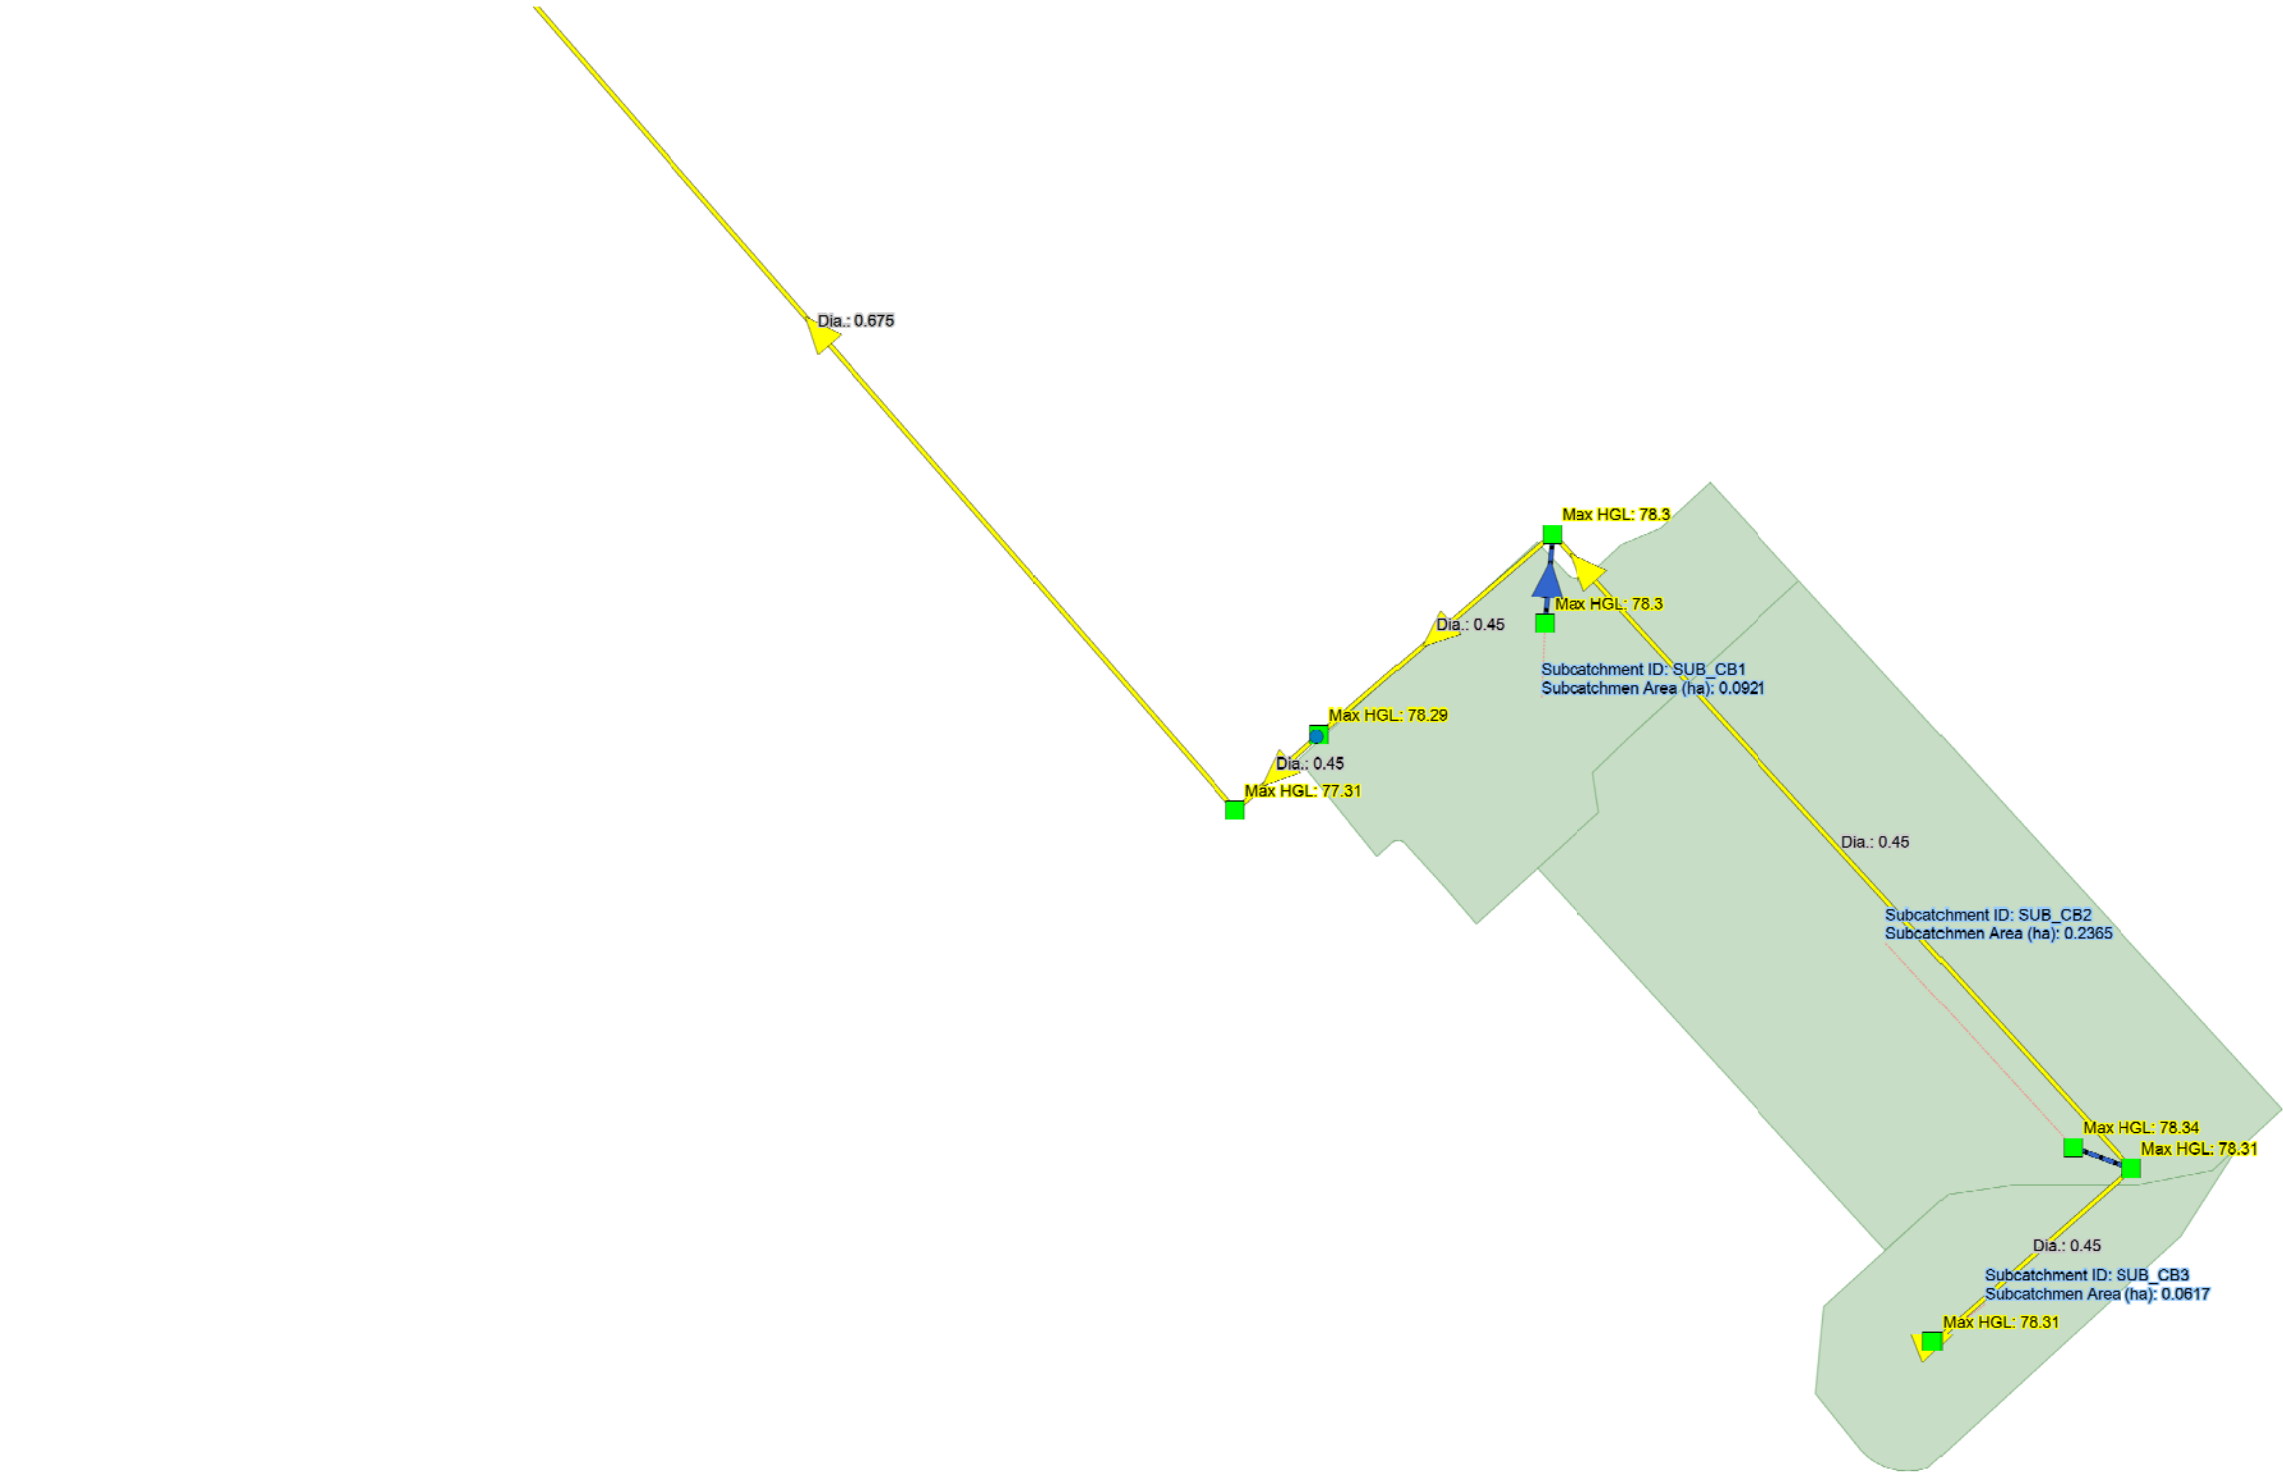 Dia.: 0.675
Max HGL: 78.3
Max HGL: 78.3
Dia.: 0.45
Subcatchment ID: SUB_CB1
Subcatchmen Area (ha): 0.0921
Max HGL: 78.29
Dia.: 0.45
Max HGL: 77.31
Dia.: 0.45
Subcatchment ID: SUB_CB2
Subcatchmen Area (ha): 0.2365
Max HGL: 78.34
Max HGL: 78.31
Dia.: 0.45
Subcatchment ID: SUB_CB3
Subcatchmen Area (ha): 0.0617
Max HGL: 78.31